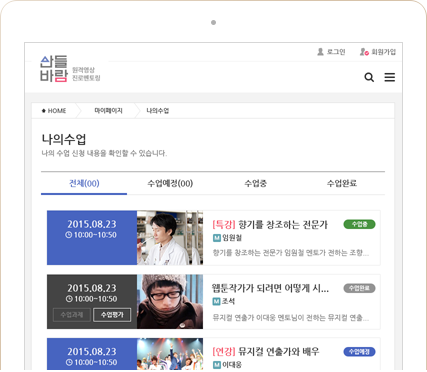 로그인
회원가입
산들
바람
원격영상
진로멘토링
HOME
마이페이지
나의수업
나의수업
나의 수업 신청 내용을 확인할 수 있습니다.
전체(00)
수업예정(00)
수업중
수업완료
2015.08.23
10:00~10:50
[특강] 향기를 창조하는 전문가
수업중
M 임원철
향기를 창조하는 전문가 임원철 멘토가 전하는 조향...
2015.08.23
10:00~10:50
수업과제
수업평가
웹툰작가가 되려면 어떻게 시...
수업완료
M 조석
뮤지컬 연출가 이대웅 멘토님이 전하는 뮤지컬 연출...
2015.08.23
10:00~10:50
[연강] 뮤지컬 연출가와 배우
수업예정
M 이대웅